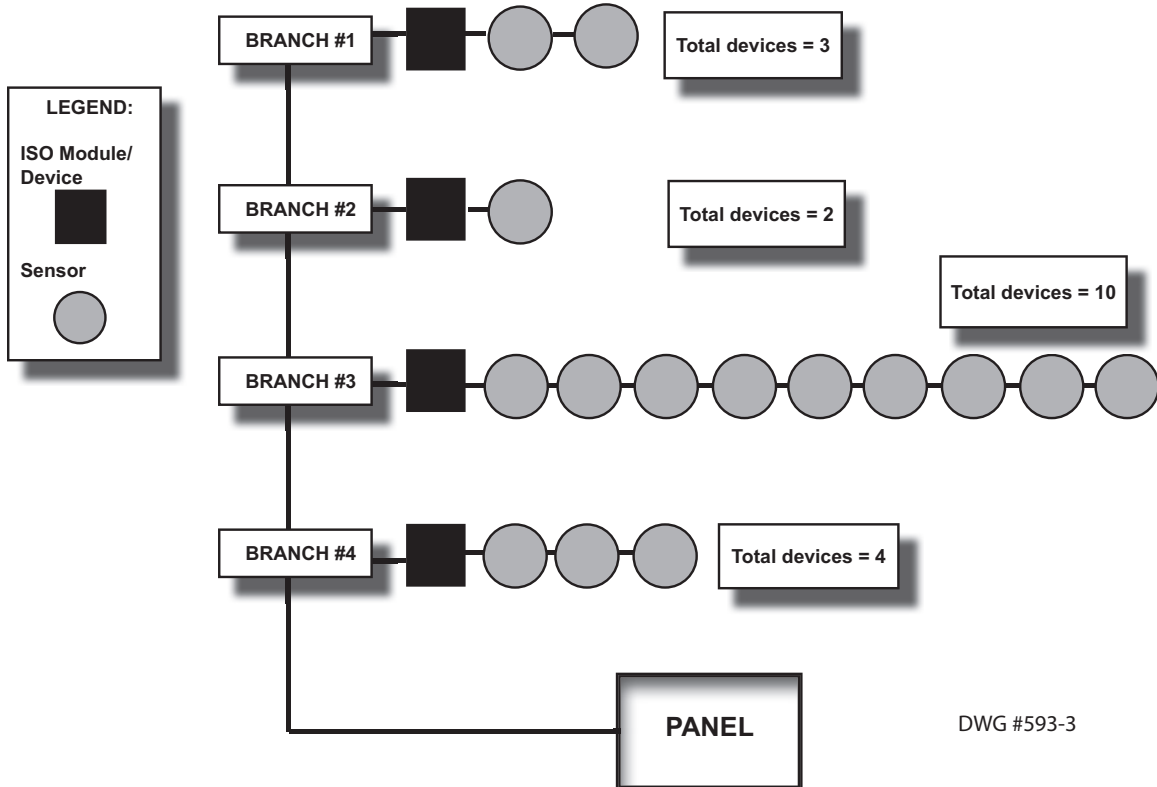 BRANCH #1
Total devices = 3
LEGEND:
ISO Module/
Device
Sensor
BRANCH #2
Total devices = 2
Total devices = 10
BRANCH #3
BRANCH #4
Total devices = 4
PANEL
DWG #593-3